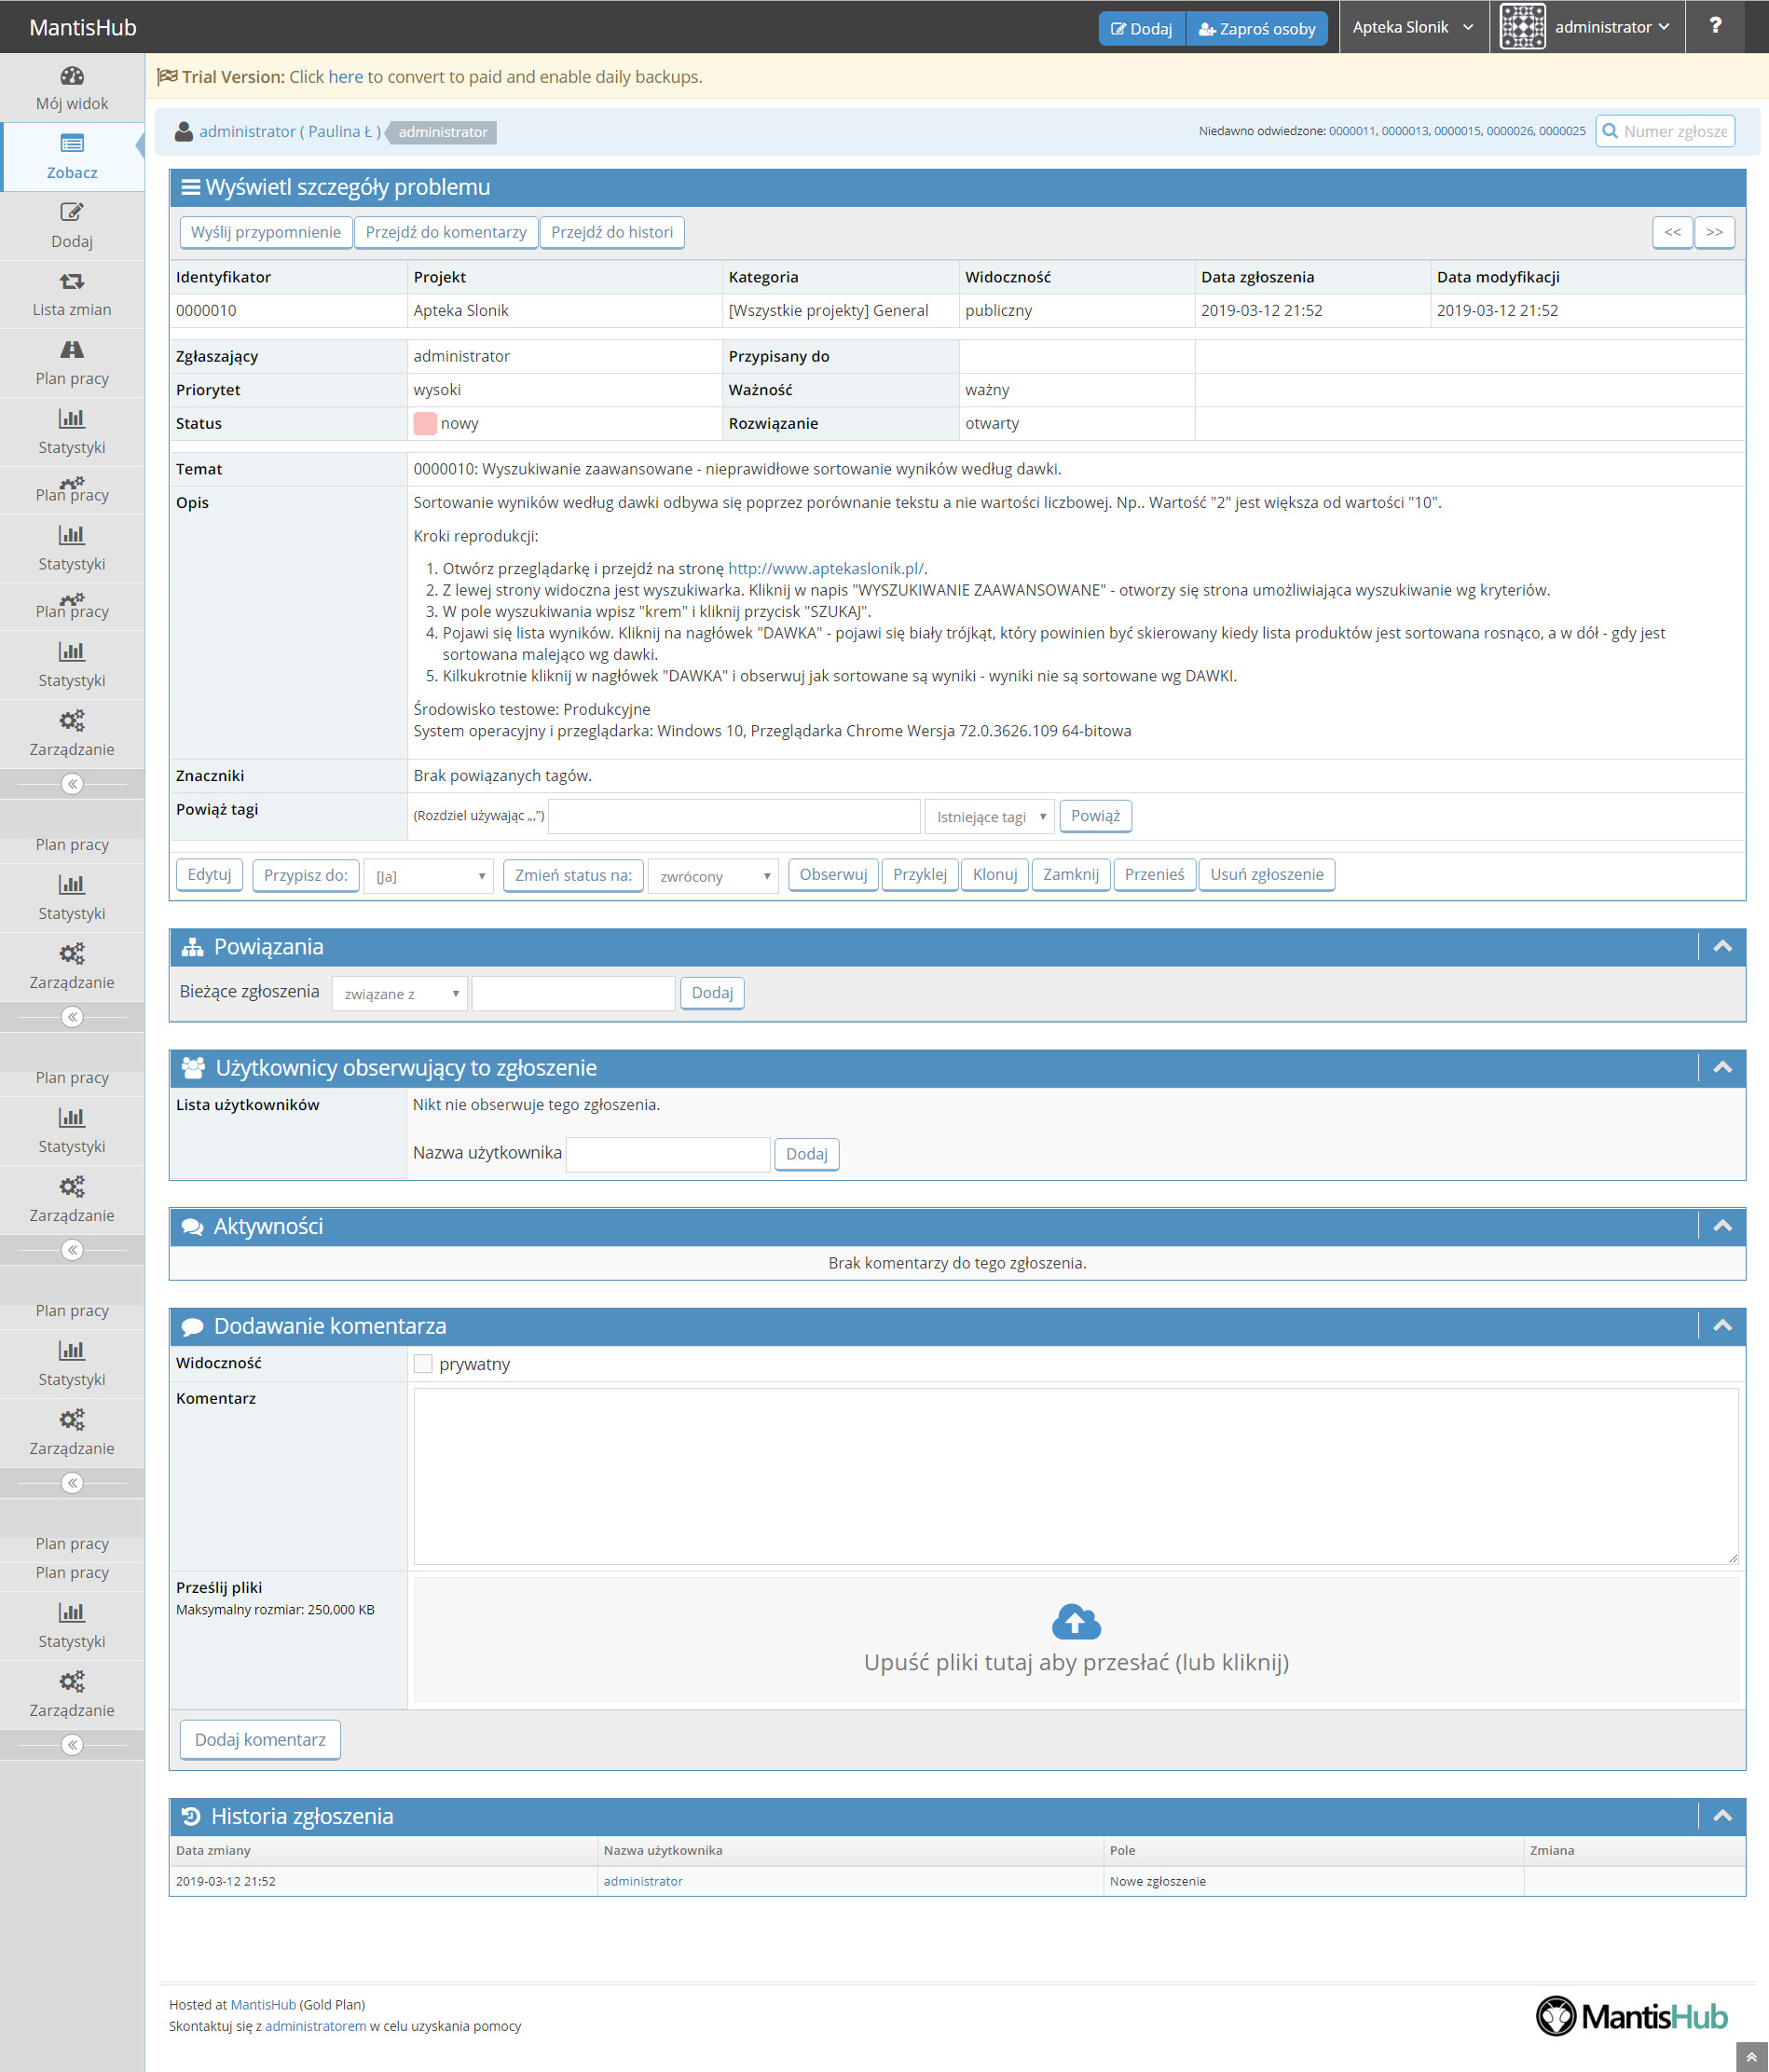 MantisHub
Dodaj
Zaproś osoby
Apteka Slonik
administrator
?
Mój widok
Zobacz
Dodaj
Lista zmian
Plan pracy
Statystyki
Plan pracy
Statystyki
Plan pracy
Statystyki
Zarządzanie
Plan pracy
Statystyki
Zarządzanie
Plan pracy
Statystyki
Zarządzanie
Plan pracy
Statystyki
Zarządzanie
Plan pracy
Plan pracy
Statystyki
Zarządzanie
Trial Version: Click here to convert to paid and enable daily backups.
administrator ( Paulina Ł ) administrator
Niedawno odwiedzone: 0000011, 0000013, 0000015, 0000026, 0000025
Numer zgłosze
Wyświetl szczegóły problemu
Wyślij przypomnienie Przejdź do komentarzy Przejdź do histori << >>
Identyfikator Projekt Kategoria Widoczność Data zgłoszenia Data modyfikacji
0000010 Apteka Slonik [Wszystkie projekty] General publiczny 2019-03-12 21:52 2019-03-12 21:52
Zgłaszający administrator Przypisany do
Priorytet wysoki Ważność ważny
Status nowy Rozwiązanie otwarty
Temat 0000010: Wyszukiwanie zaawansowane - nieprawidłowe sortowanie wyników według dawki.
Opis Sortowanie wyników według dawki odbywa się poprzez porównanie tekstu a nie wartości liczbowej. Np.. Wartość "2" jest większa od wartości "10".
Kroki reprodukcji:
1. Otwórz przeglądarkę i przejdź na stronę http://www.aptekaslonik.pl/.
2. Z lewej strony widoczna jest wyszukiwarka. Kliknij w napis "WYSZUKIWANIE ZAAWANSOWANE" - otworzy się strona umożliwiająca wyszukiwanie wg kryteriów.
3. W pole wyszukiwania wpisz "krem" i kliknij przycisk "SZUKAJ".
4. Pojawi się lista wyników. Kliknij na nagłówek "DAWKA" - pojawi się biały trójkąt, który powinien być skierowany kiedy lista produktów jest sortowana rosnąco, a w dół - gdy jest
sortowana malejąco wg dawki.
5. Kilkukrotnie kliknij w nagłówek "DAWKA" i obserwuj jak sortowane są wyniki - wyniki nie są sortowane wg DAWKI.
Środowisko testowe: Produkcyjne
System operacyjny i przeglądarka: Windows 10, Przeglądarka Chrome Wersja 72.0.3626.109 64-bitowa
Znaczniki Brak powiązanych tagów.
Powiąż tagi (Rozdziel używając „,”) Istniejące tagi Powiąż
Edytuj Przypisz do: [Ja] Zmień status na: zwrócony Obserwuj Przyklej Klonuj Zamknij Przenieś Usuń zgłoszenie
Powiązania
Bieżące zgłoszenia związane z Dodaj
Użytkownicy obserwujący to zgłoszenie
Lista użytkowników Nikt nie obserwuje tego zgłoszenia.
Nazwa użytkownika Dodaj
Aktywności
Brak komentarzy do tego zgłoszenia.
Dodawanie komentarza
Widoczność prywatny
Komentarz
Prześlij pliki
Maksymalny rozmiar: 250,000 KB
Upuść pliki tutaj aby przesłać (lub kliknij)
Dodaj komentarz
Historia zgłoszenia
Data zmiany Nazwa użytkownika Pole Zmiana
2019-03-12 21:52 administrator Nowe zgłoszenie
Hosted at MantisHub (Gold Plan)
Skontaktuj się z administratorem w celu uzyskania pomocy
MantisHub